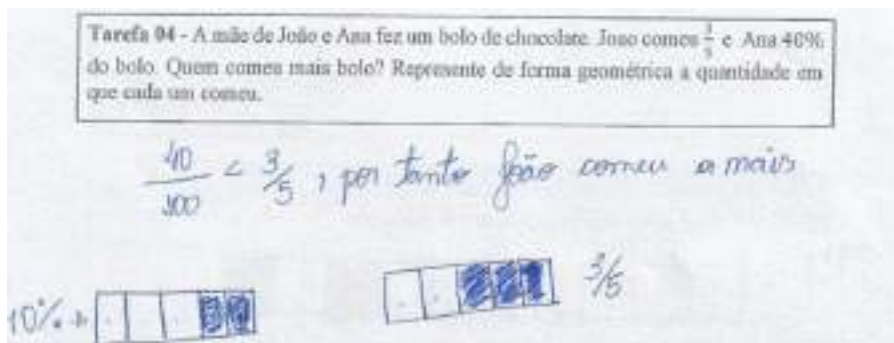 Tarefa 04 - A mãe de João e Ana fez um bolo de chocolate. Joao comeu 3/5 e Ana 40%
do bolo. Quem comeu mais bolo? Represente de forma geométrica a quantidade em
que cada um comeu.
40/100 < 3/5, por tanto João comeu a mais
3/5